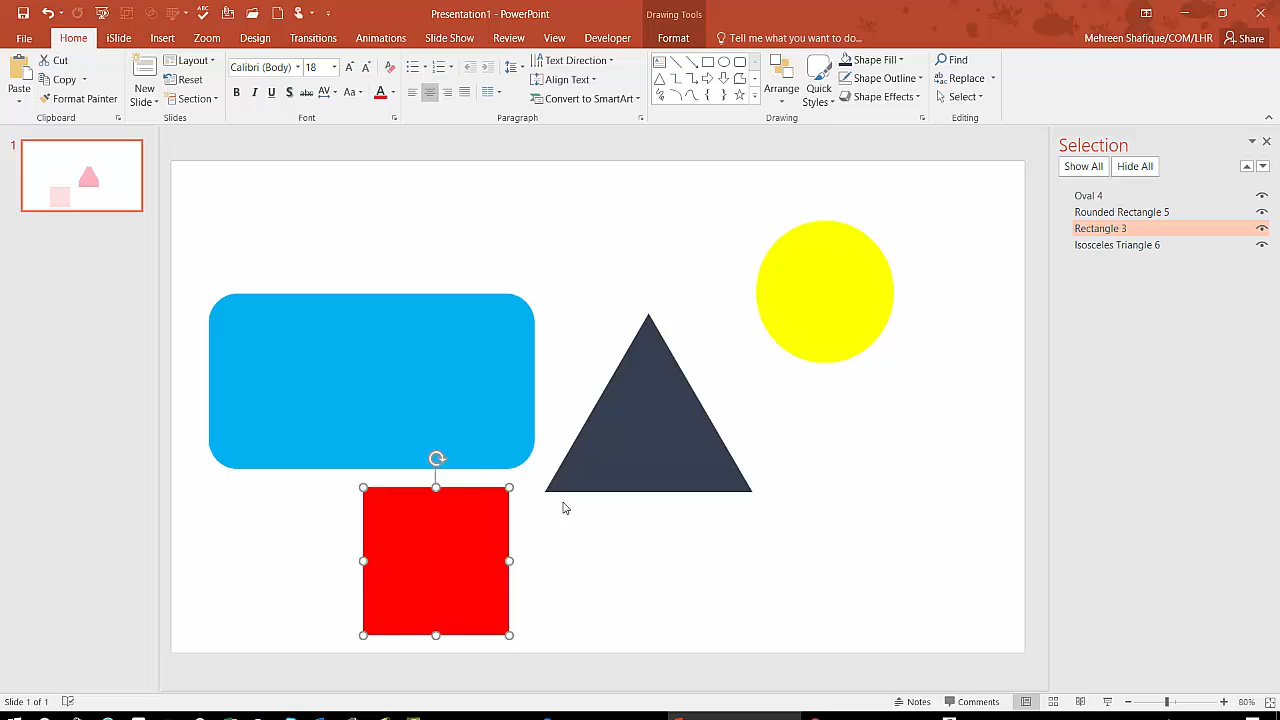 Presentation1 - PowerPoint
Drawing Tools
File Home iSlide Insert Zoom Design Transitions Animations Slide Show Review View Developer Format Tell me what you want to do... Mehreen Shafique/COM/LHR Share
Paste
Cut
Copy
Format Painter
Clipboard
New
Slide
Layout
Reset
Section
Slides
Calibri (Body) 18
B I U S abc AV Aa A
Font
Text Direction
Align Text
Convert to SmartArt
Paragraph
Arrange
Quick
Styles
Shape Fill
Shape Outline
Shape Effects
Drawing
Find
Replace
Select
Editing
1
Selection
Show All Hide All
Oval 4
Rounded Rectangle 5
Rectangle 3
Isosceles Triangle 6
Slide 1 of 1 Notes Comments 80%